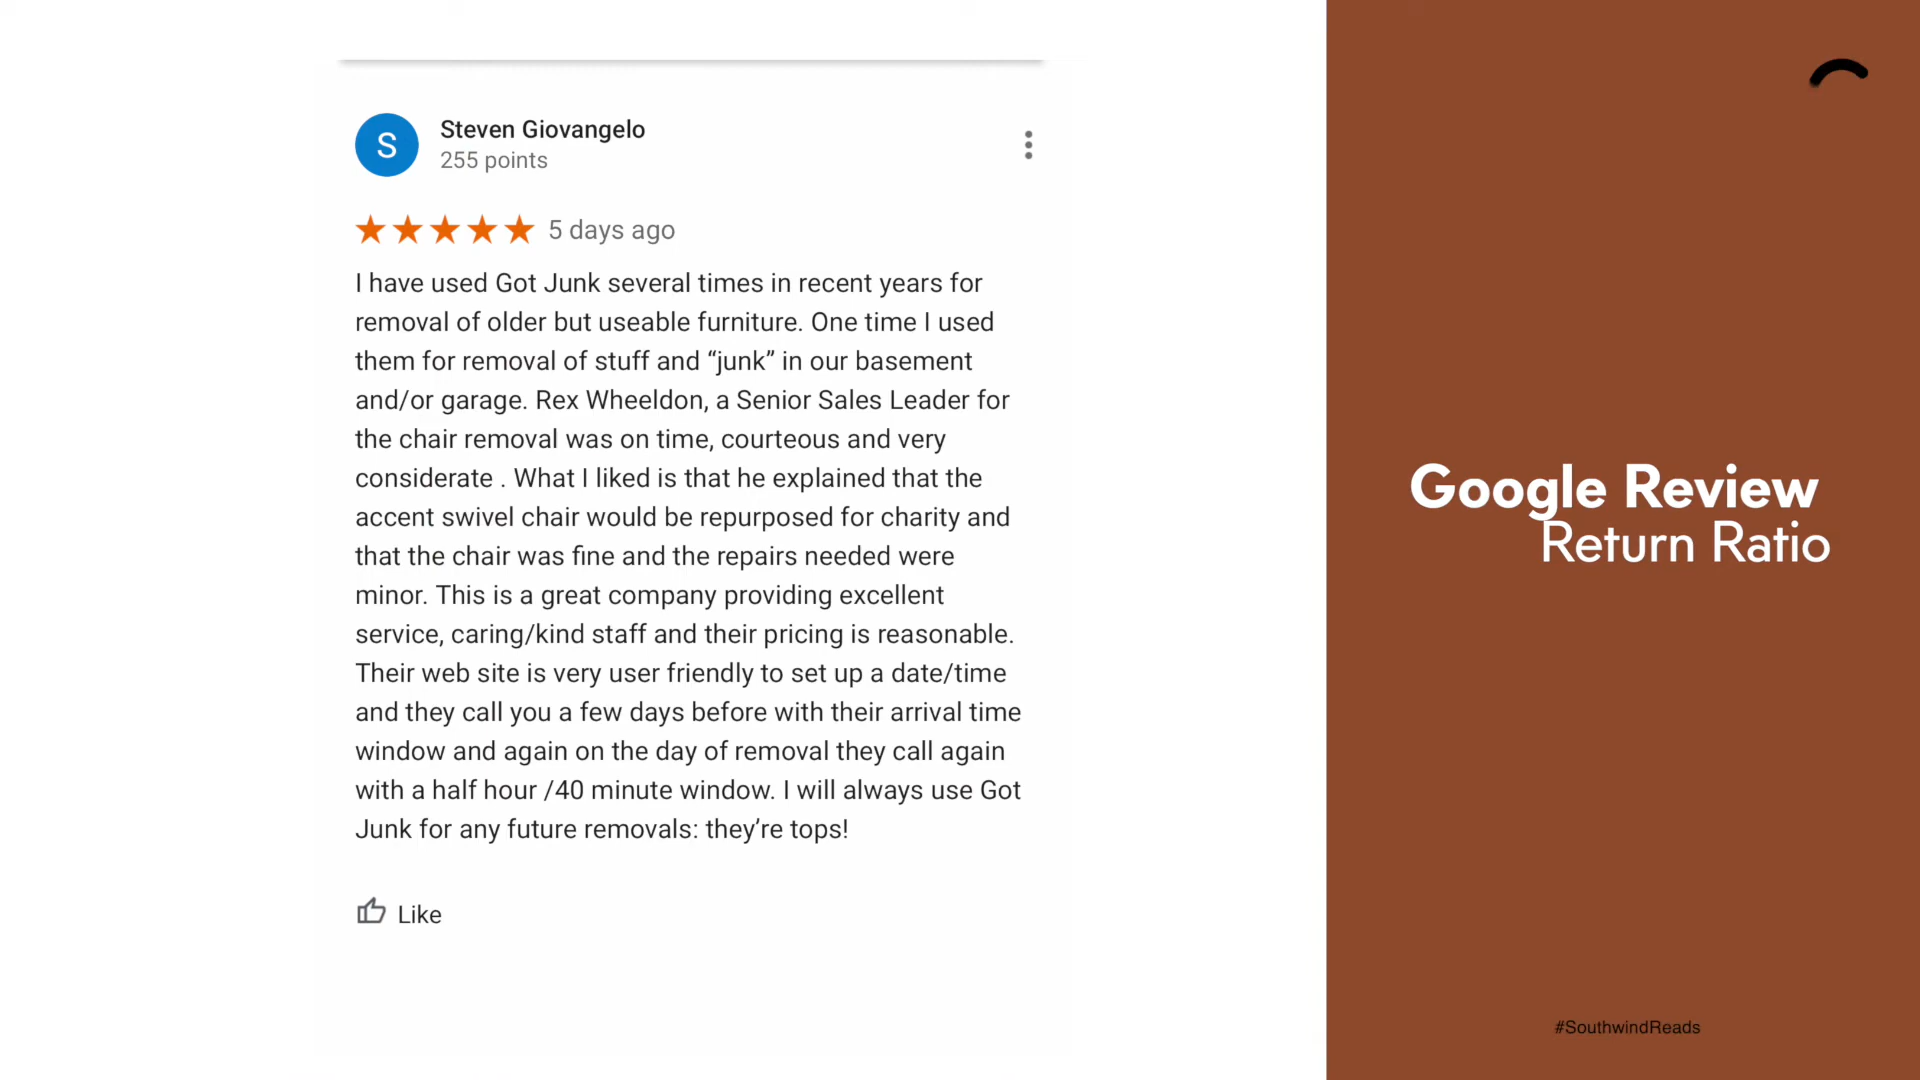 S
Steven Giovangelo
255 points
5 days ago
I have used Got Junk several times in recent years for
removal of older but useable furniture. One time I used
them for removal of stuff and “junk” in our basement
and/or garage. Rex Wheeldon, a Senior Sales Leader for
the chair removal was on time, courteous and very
considerate . What I liked is that he explained that the
accent swivel chair would be repurposed for charity and
that the chair was fine and the repairs needed were
minor. This is a great company providing excellent
service, caring/kind staff and their pricing is reasonable.
Their web site is very user friendly to set up a date/time
and they call you a few days before with their arrival time
window and again on the day of removal they call again
with a half hour /40 minute window. I will always use Got
Junk for any future removals: they’re tops!
Like
Google Review
Return Ratio
#SouthwindReads